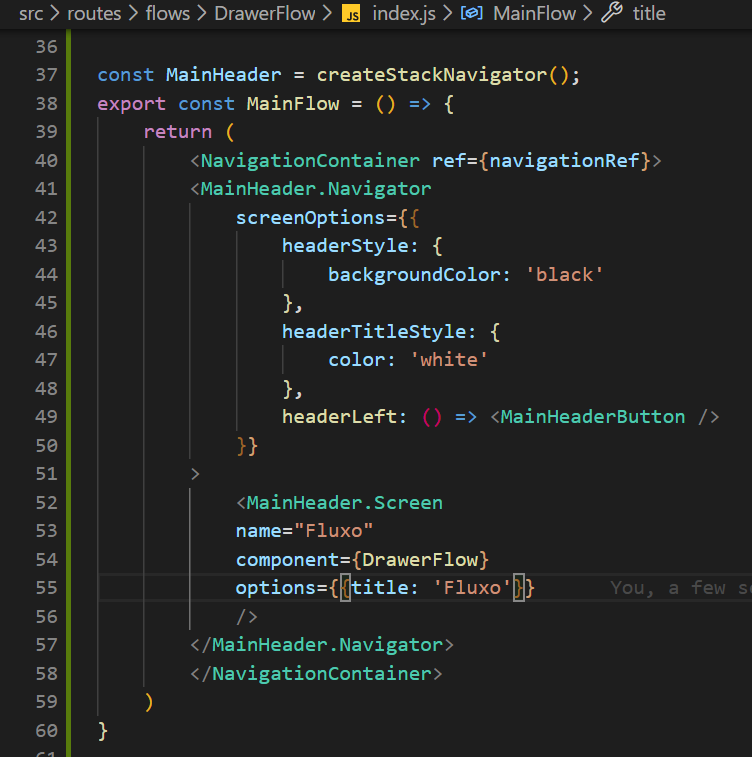 src > routes > flows > DrawerFlow > JS index.js > MainFlow > title
36
37 const MainHeader = createStackNavigator();
38 export const MainFlow = () => {
39     return (
40         <NavigationContainer ref={navigationRef}>
41         <MainHeader.Navigator
42             screenOptions={{
43                 headerStyle: {
44                     backgroundColor: 'black'
45                 },
46                 headerTitleStyle: {
47                     color: 'white'
48                 },
49                 headerLeft: () => <MainHeaderButton />
50             }}
51         >
52             <MainHeader.Screen
53             name="Fluxo"
54             component={DrawerFlow}
55             options={{title: 'Fluxo'}}     You, a few
56             />
57         </MainHeader.Navigator>
58         </NavigationContainer>
59     )
60 }